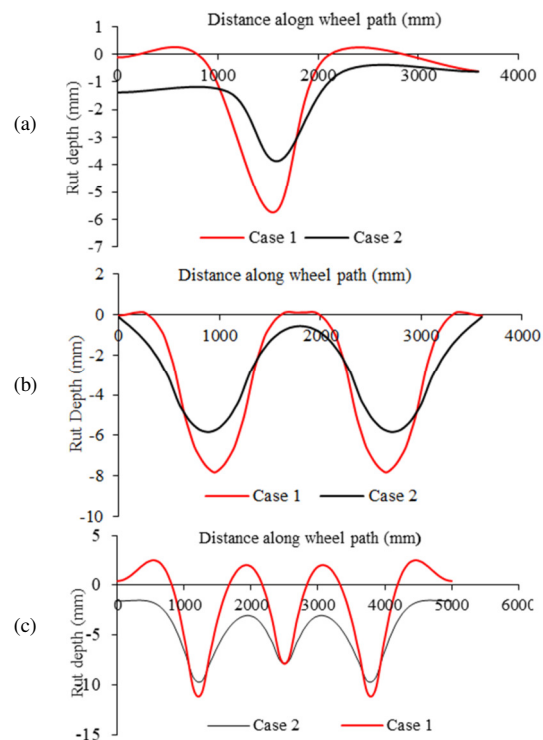 Distance alogn wheel path (mm)
1
0
0 1000 2000 3000 4000
-1
-2
-3
-4
-5
-6
-7
Rut depth (mm)
(a)
Case 1 Case 2
Distance along wheel path (mm)
2
0
0 1000 2000 3000 4000
-2
-4
-6
-8
-10
Rut Depth (mm)
(b)
Case 1 Case 2
Distance along wheel path (mm)
5
0
0 1000 2000 3000 4000 5000 6000
-5
-10
-15
Rut depth (mm)
(c)
Case 2 Case 1